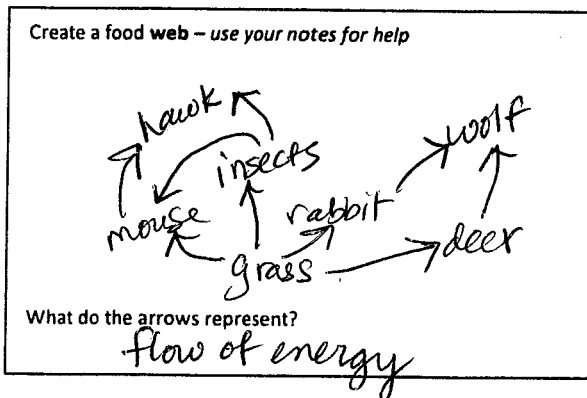 Create a food web – use your notes for help
hawk
woolf
insects
mouse
rabbit
deer
grass
What do the arrows represent?
flow of energy